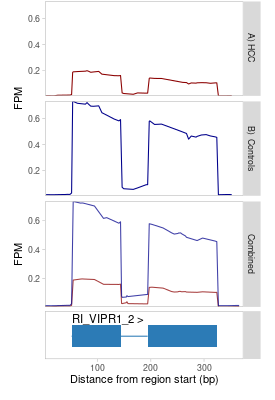 0.6
0.4
0.2
FPM
A) HCC
0.6
0.4
0.2
B) Controls
0.6
0.4
0.2
FPM
Combined
RI_VIPR1_2 >
100
200
300
Distance from region start (bp)